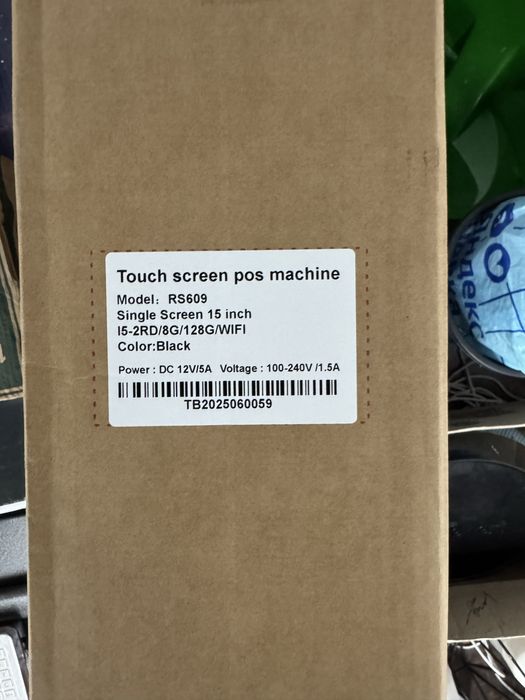 Touch screen pos machine
Model: RS609
Single Screen 15 inch
I5-2RD/8G/128G/WIFI
Color:Black
Power : DC 12V/5A Voltage : 100-240V /1.5A
TB2025060059
ндекс